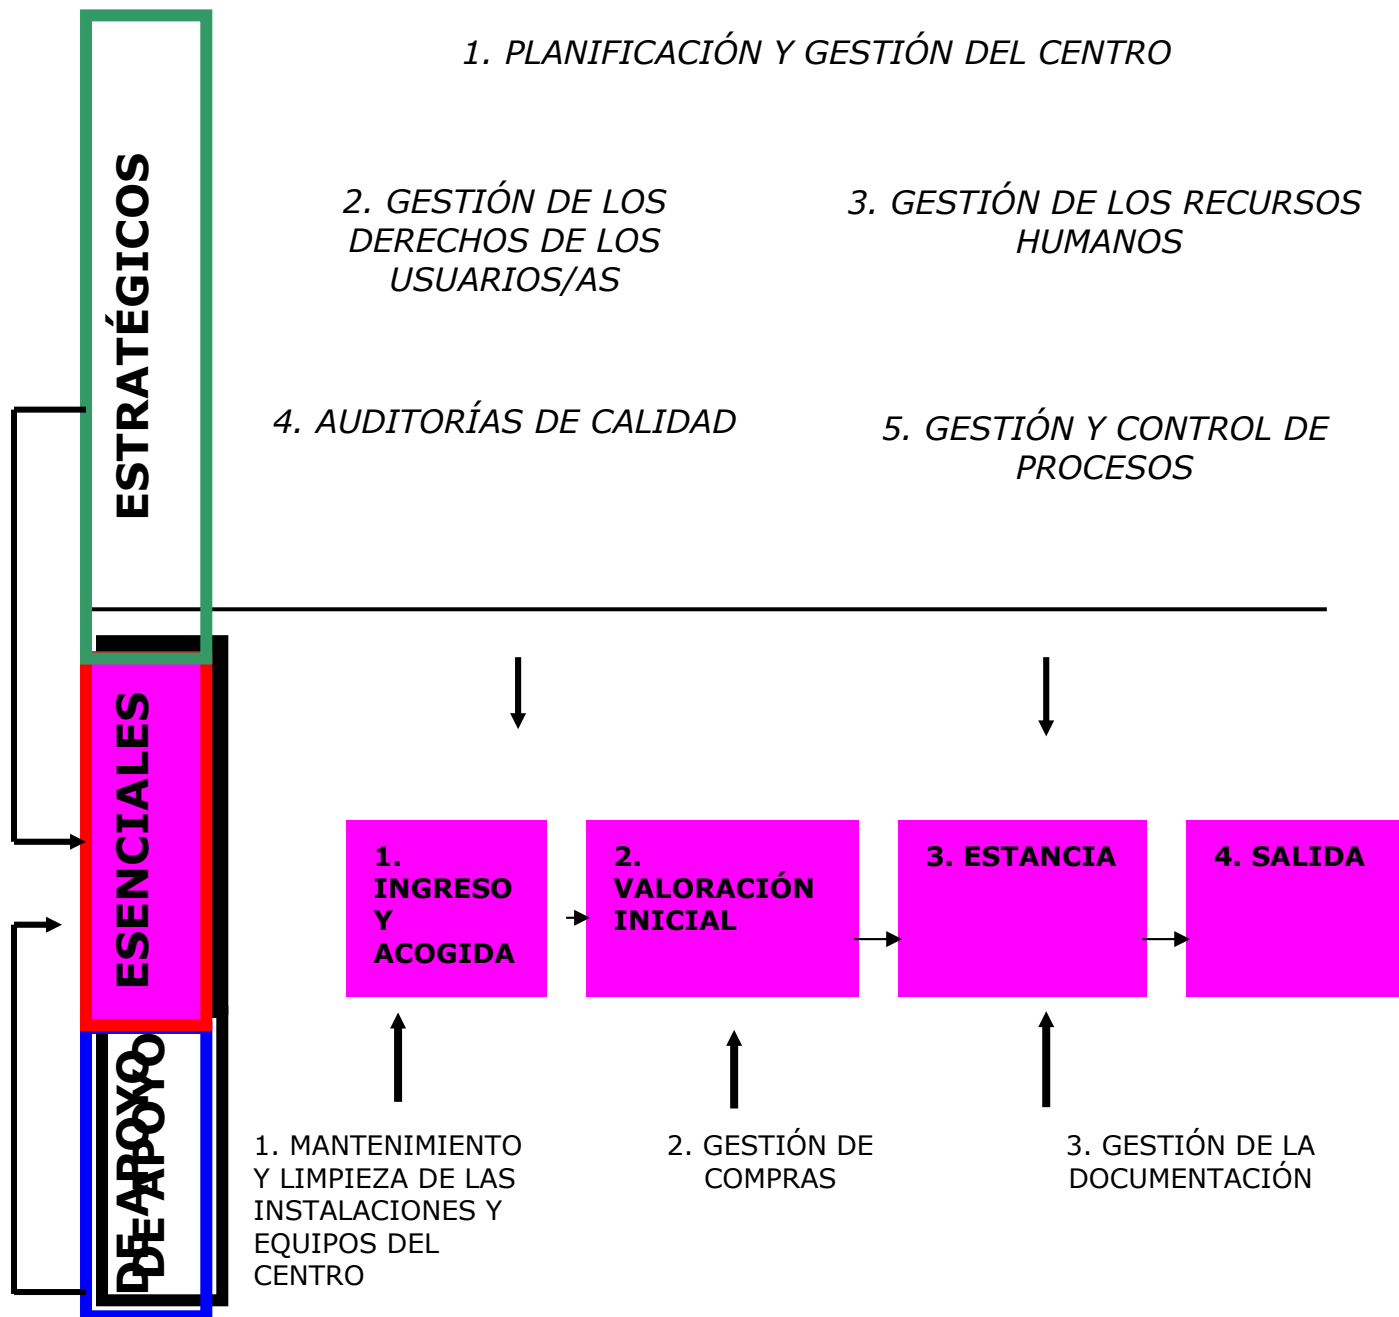 1. PLANIFICACIÓN Y GESTIÓN DEL CENTRO
ESTRATÉGICOS
2. GESTIÓN DE LOS
DERECHOS DE LOS
USUARIOS/AS
3. GESTIÓN DE LOS RECURSOS
HUMANOS
4. AUDITORÍAS DE CALIDAD
5. GESTIÓN Y CONTROL DE
PROCESOS
ESENCIALES
1.
INGRESO
Y
ACOGIDA
2.
VALORACIÓN
INICIAL
3. ESTANCIA
4. SALIDA
DE APOYO
DE APOYO
1. MANTENIMIENTO
Y LIMPIEZA DE LAS
INSTALACIONES Y
EQUIPOS DEL
CENTRO
2. GESTIÓN DE
COMPRAS
3. GESTIÓN DE LA
DOCUMENTACIÓN